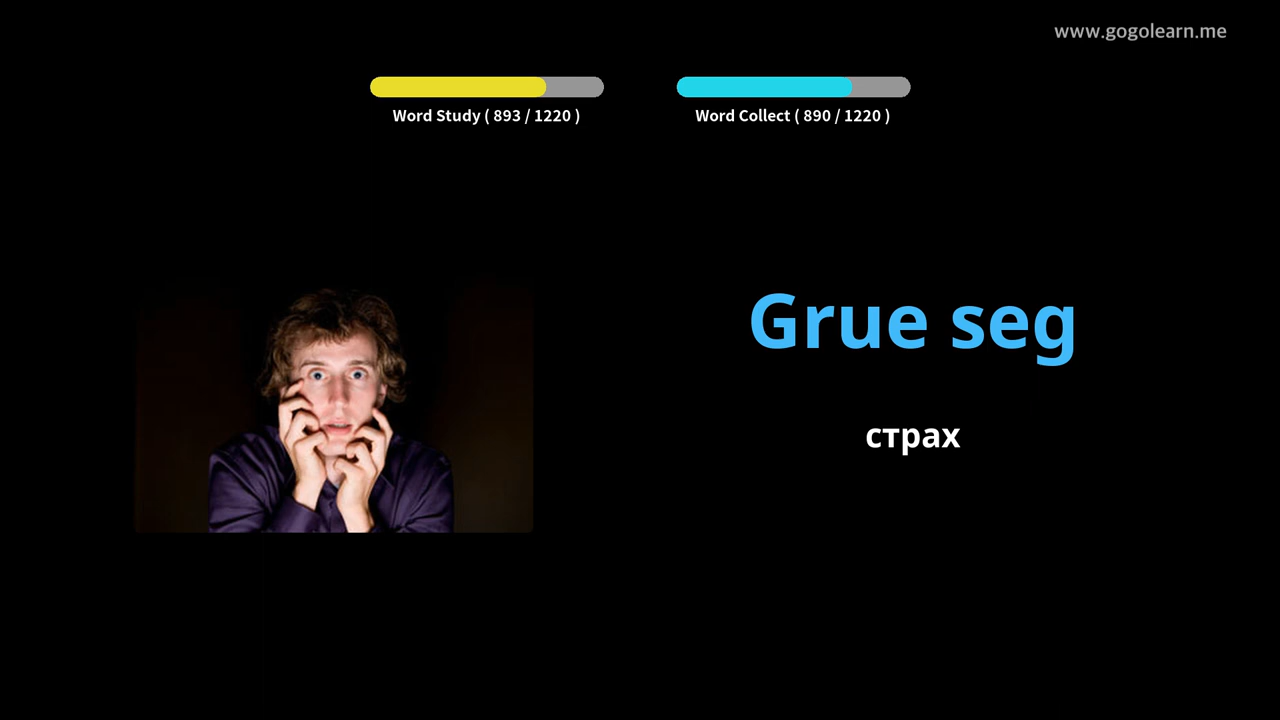 www.gogolearn.me
Word Study ( 893 / 1220 )
Word Collect ( 890 / 1220 )
Grue seg
страх